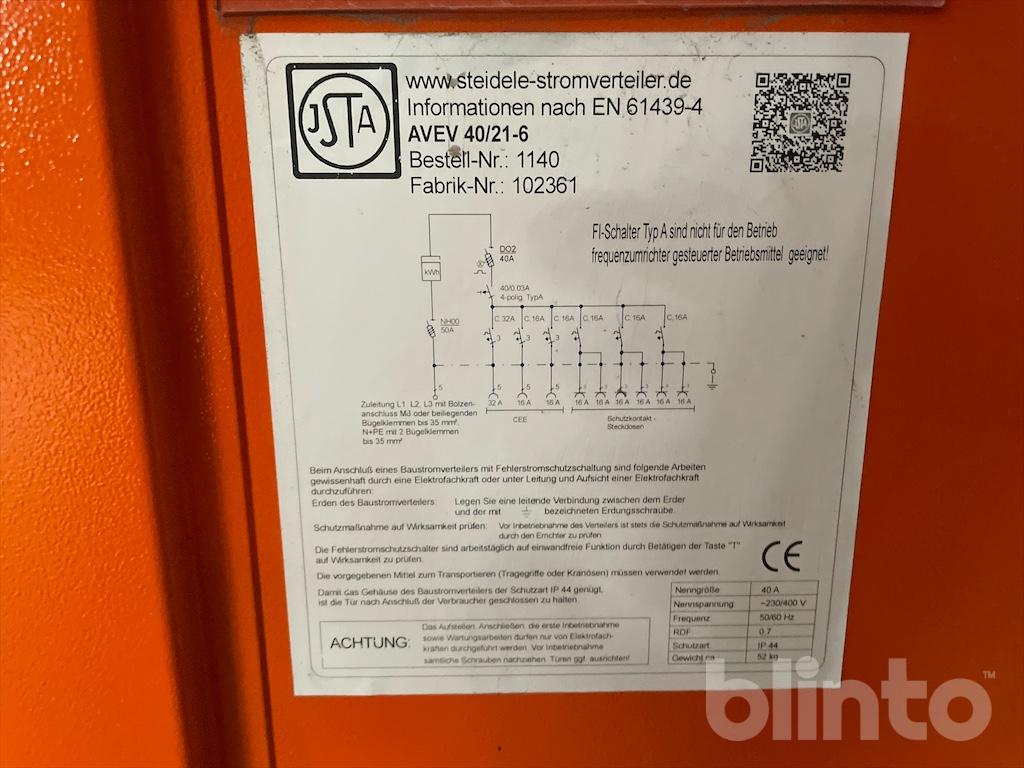 JSTA
www.steidele-stromverteiler.de
Informationen nach EN 61439-4
AVEV 40/21-6
Bestell-Nr.: 1140
Fabrik-Nr.: 102361
FI-Schalter Typ A sind nicht für den Betrieb
frequenzumrichter gesteuerter Betriebsmittel geeignet!
DO2
40A
kWh
40/0.03A
4-polig, TypA
NH00
50A
C.32A C.16A C.16A C.16A C.16A C.16A
3 3 3
5 5 5 5
32 A 16 A 16 A 16 A 16 A 16 A 16 A 16 A 16 A
CEE
Schutzkontakt -
Steckdosen
Zuleitung L1, L2, L3 mit Bolzen-
anschluss M8 oder beiliegenden
Bügelklemmen bis 35 mm²,
N+PE mit 2 Bügelklemmen
bis 35 mm²
Beim Anschluß eines Baustromverteilers mit Fehlerstromschutzschaltung sind folgende Arbeiten
gewissenhaft durch eine Elektrofachkraft oder unter Leitung und Aufsicht einer Elektrofachkraft
durchzuführen:
Erden des Baustromverteilers: Legen Sie eine leitende Verbindung zwischen dem Erder
und der mit bezeichneten Erdungsschraube.
Schutzmaßnahme auf Wirksamkeit prüfen: Vor Inbetriebnahme des Verteilers ist stets die Schutzmaßnahme auf Wirksamkeit
durch den Errichter zu prüfen.
Die Fehlerstromschutzschalter sind arbeitstäglich auf einwandfreie Funktion durch Betätigen der Taste "T"
auf Wirksamkeit zu prüfen.
CE
Die vorgegebenen Mittel zum Transportieren (Tragegriffe oder Kranösen) müssen verwendet werden.
Damit das Gehäuse des Baustromverteilers der Schutzart IP 44 genügt,
ist die Tür nach Anschluß der Verbraucher geschlossen zu halten.
ACHTUNG:
Das Aufstellen, Anschließen, die erste Inbetriebnahme
sowie Wartungsarbeiten dürfen nur von Elektrofach-
kräften durchgeführt werden. Vor Inbetriebnahme
sämtliche Schrauben nachziehen. Türen ggf. ausrichten!
Nenngröße 40 A
Nennspannung: ~230/400 V
Frequenz 50/60 Hz
RDF 0,7
Schutzart IP 44
Gewicht ca. 52 kg
blinto™